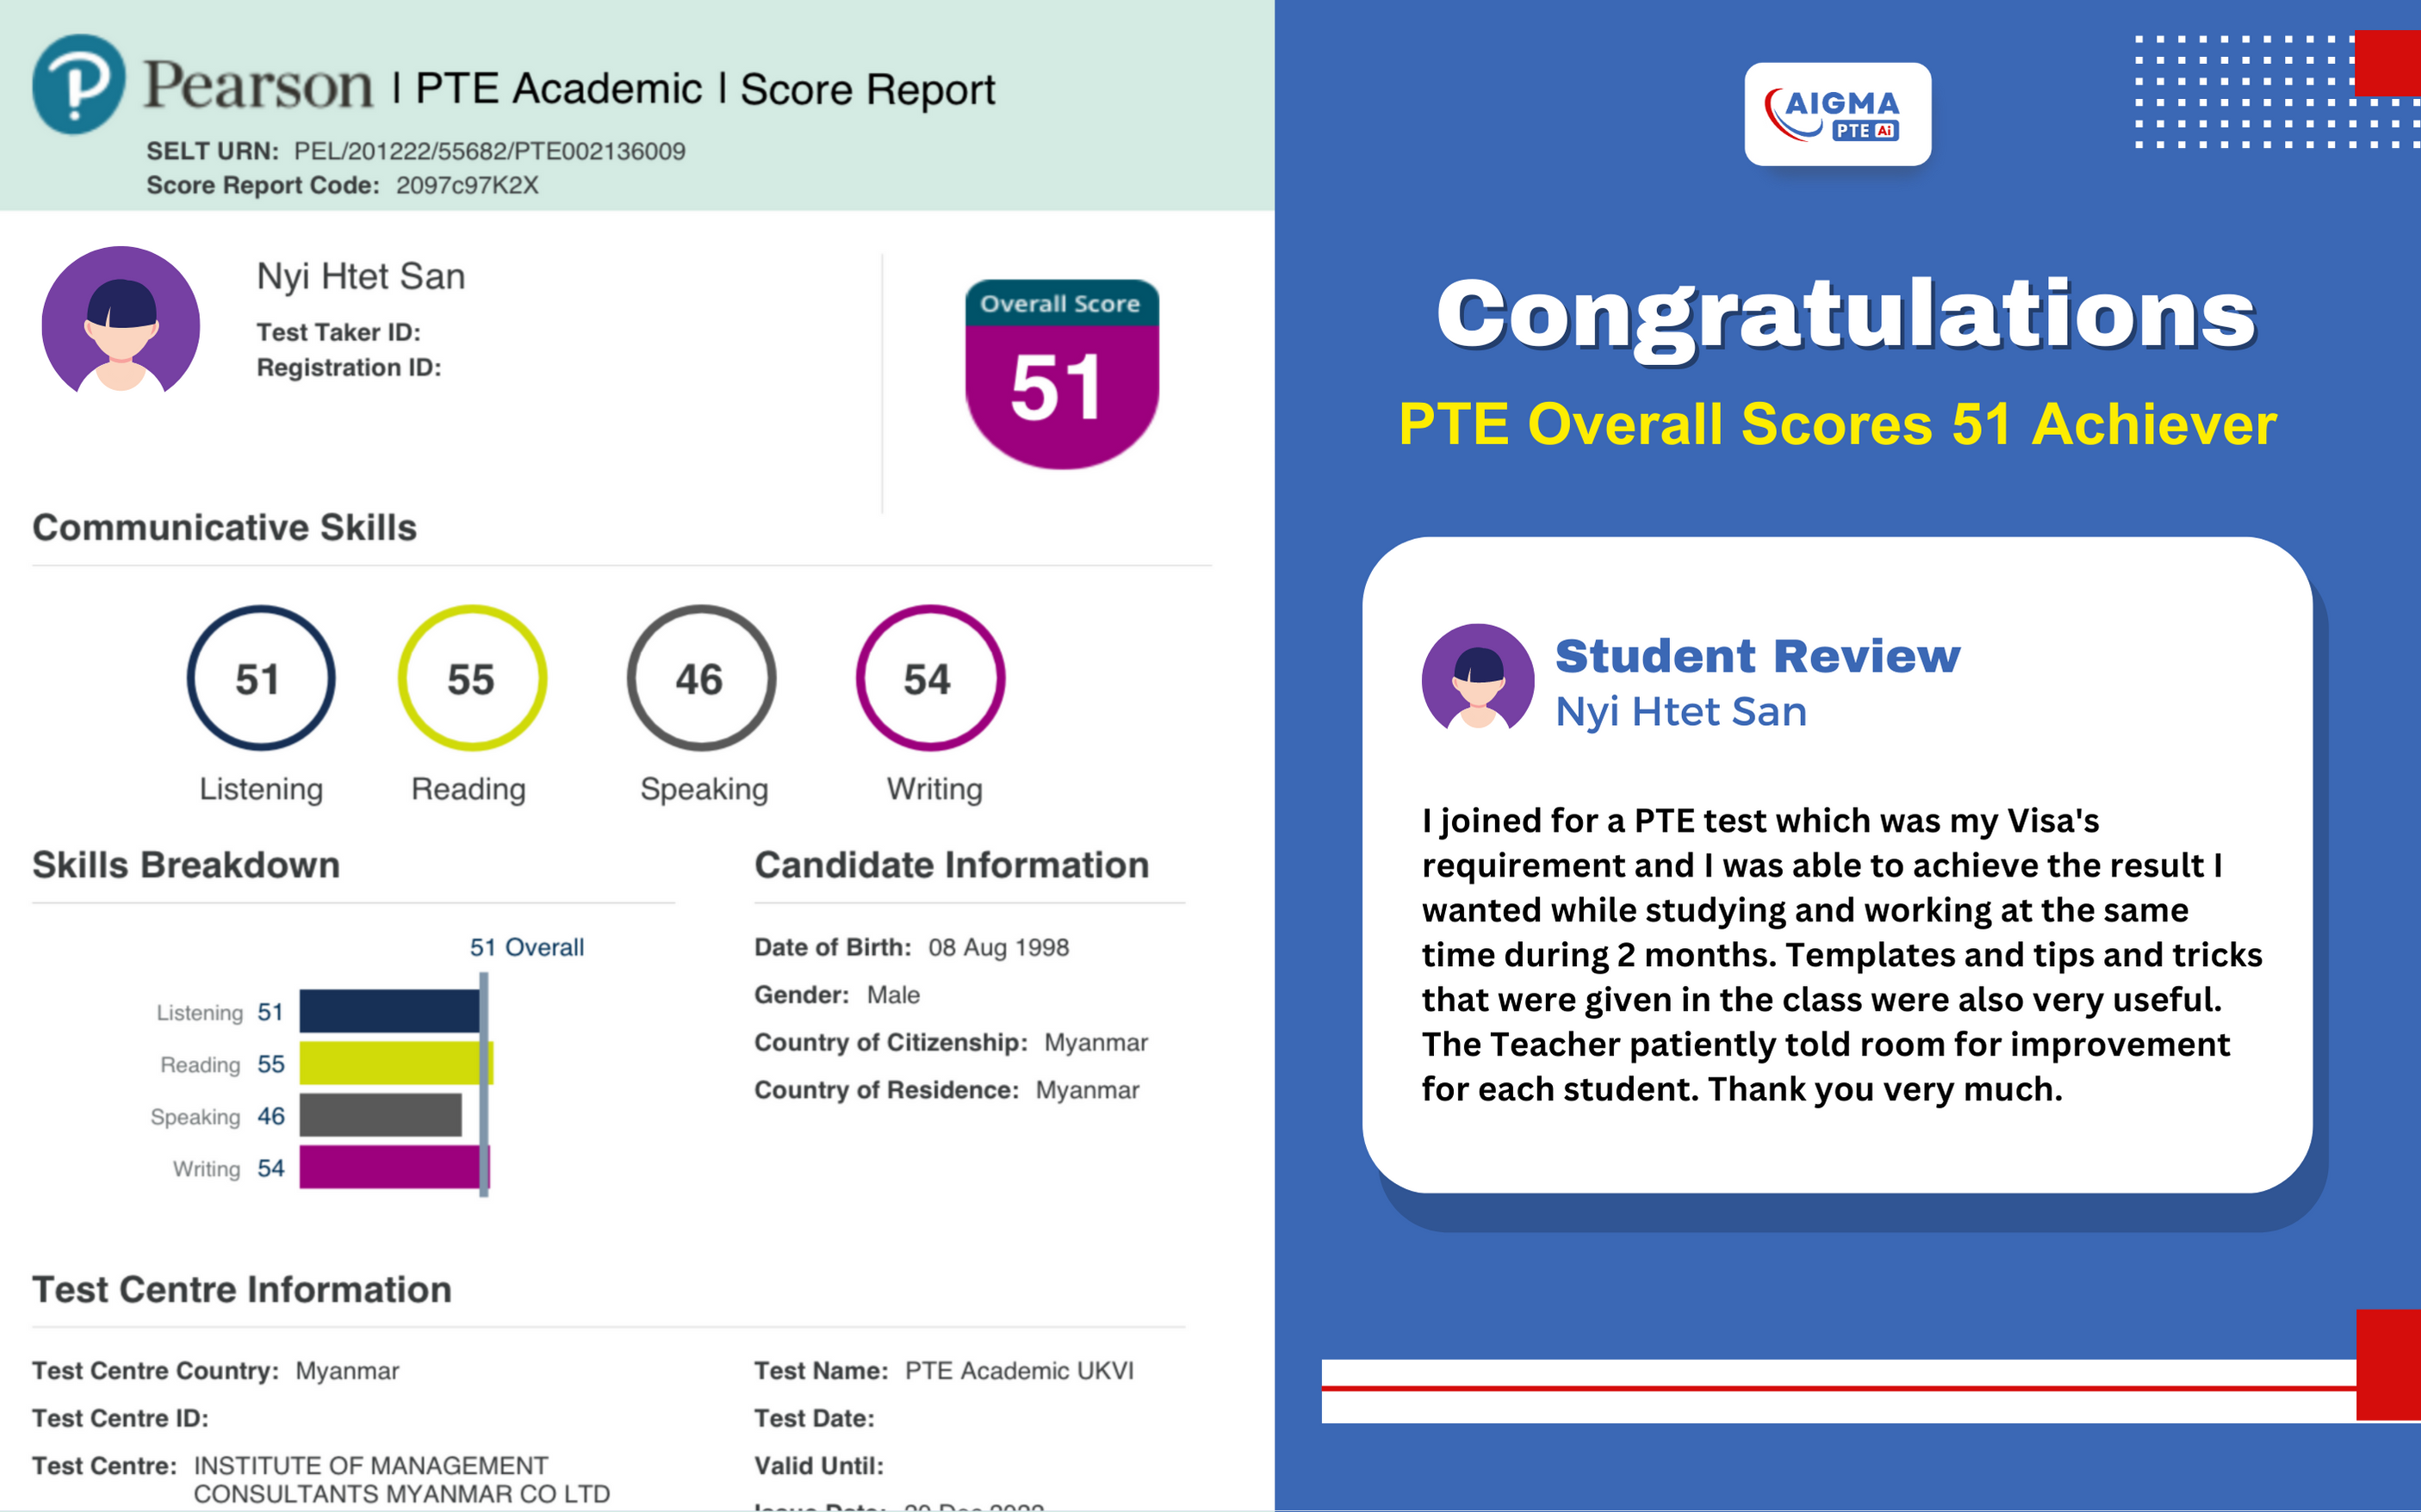 Pearson | PTE Academic | Score Report
SELT URN: PEL/201222/55682/PTE002136009
Score Report Code: 2097c97K2X
Nyi Htet San
Test Taker ID:
Registration ID:
Overall Score
51
Communicative Skills
51 55 46 54
Listening Reading Speaking Writing
Skills Breakdown
51 Overall
Listening 51
Reading 55
Speaking 46
Writing 54
Candidate Information
Date of Birth: 08 Aug 1998
Gender: Male
Country of Citizenship: Myanmar
Country of Residence: Myanmar
Test Centre Information
Test Centre Country: Myanmar
Test Centre ID:
Test Centre: INSTITUTE OF MANAGEMENT
CONSULTANTS MYANMAR CO LTD
Test Name: PTE Academic UKVI
Test Date:
Valid Until:
Issue Date: 20 Dec 2022
AIGMA
PTE Ai
Congratulations
PTE Overall Scores 51 Achiever
Student Review
Nyi Htet San
I joined for a PTE test which was my Visa's
requirement and I was able to achieve the result I
wanted while studying and working at the same
time during 2 months. Templates and tips and tricks
that were given in the class were also very useful.
The Teacher patiently told room for improvement
for each student. Thank you very much.